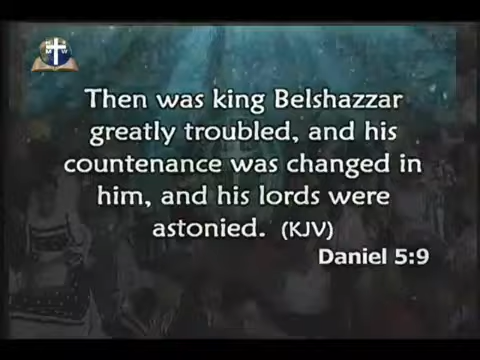 Then was king Belshazzar
greatly troubled, and his
countenance was changed in
him, and his lords were
astonied. (KJV)
Daniel 5:9